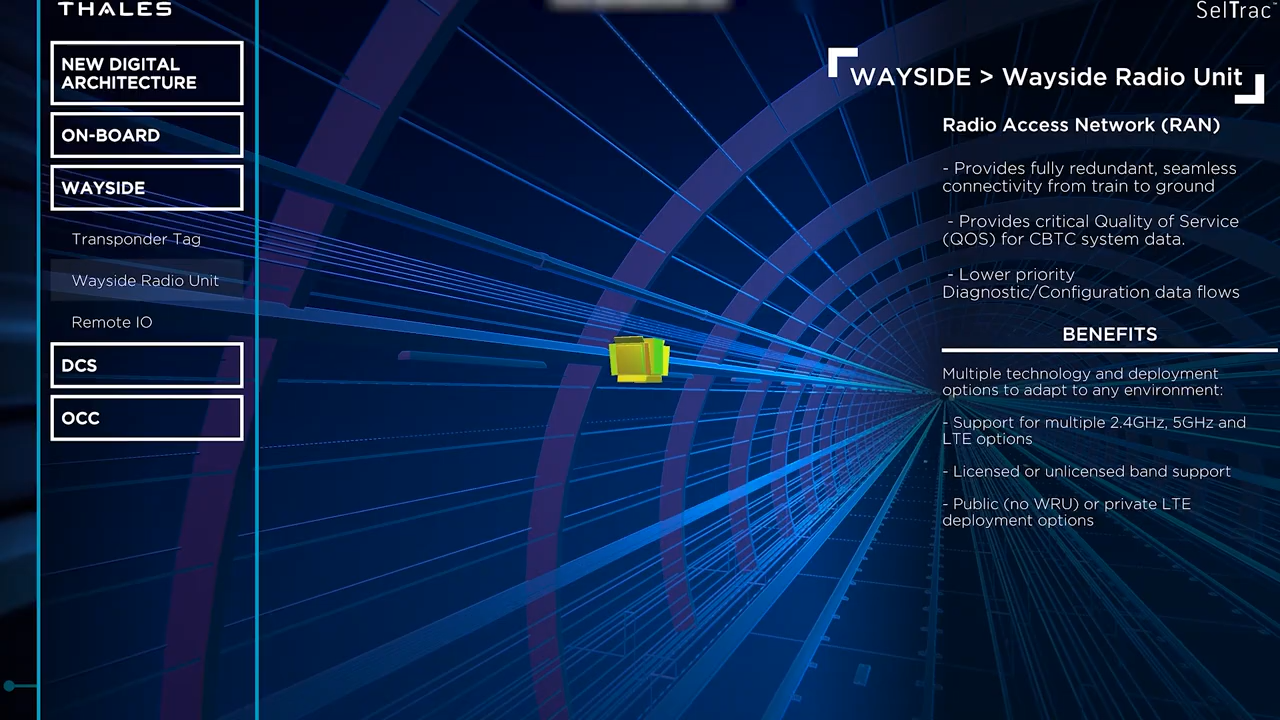 THALES
NEW DIGITAL
ARCHITECTURE
ON-BOARD
WAYSIDE
Transponder Tag
Wayside Radio Unit
Remote IO
DCS
OCC
SelTrac™
WAYSIDE > Wayside Radio Unit
Radio Access Network (RAN)
- Provides fully redundant, seamless
connectivity from train to ground
- Provides critical Quality of Service
(QOS) for CBTC system data.
- Lower priority
Diagnostic/Configuration data flows
BENEFITS
Multiple technology and deployment
options to adapt to any environment:
- Support for multiple 2.4GHz, 5GHz and
LTE options
- Licensed or unlicensed band support
- Public (no WRU) or private LTE
deployment options